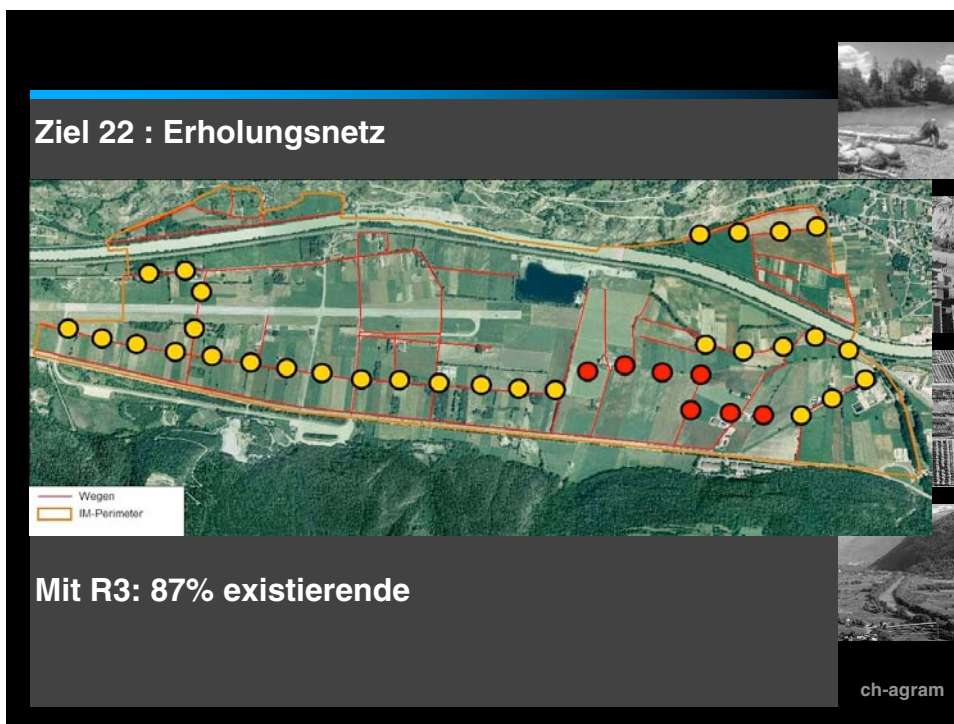 Ziel 22 : Erholungsnetz
Wegen
IM-Perimeter
Mit R3: 87% existierende
ch-agram